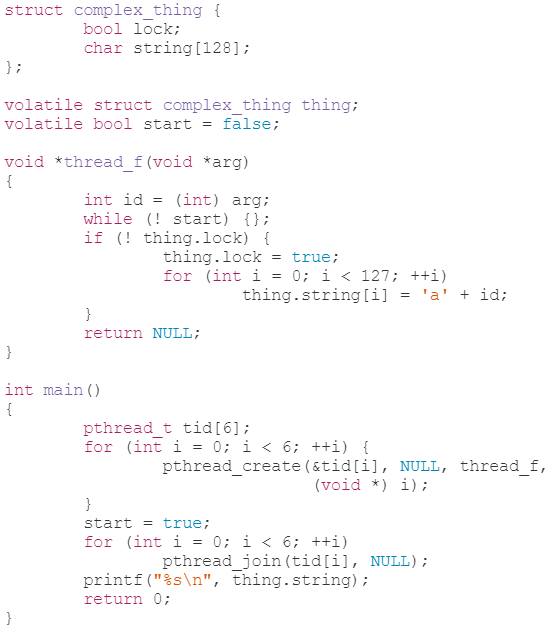 struct complex_thing {
        bool lock;
        char string[128];
};

volatile struct complex_thing thing;
volatile bool start = false;

void *thread_f(void *arg)
{
        int id = (int) arg;
        while (! start) {};
        if (! thing.lock) {
                thing.lock = true;
                for (int i = 0; i < 127; ++i)
                        thing.string[i] = 'a' + id;
        }
        return NULL;
}

int main()
{
        pthread_t tid[6];
        for (int i = 0; i < 6; ++i) {
                pthread_create(&tid[i], NULL, thread_f,
                               (void *) i);
        }
        start = true;
        for (int i = 0; i < 6; ++i)
                pthread_join(tid[i], NULL);
        printf("%s\n", thing.string);
        return 0;
}